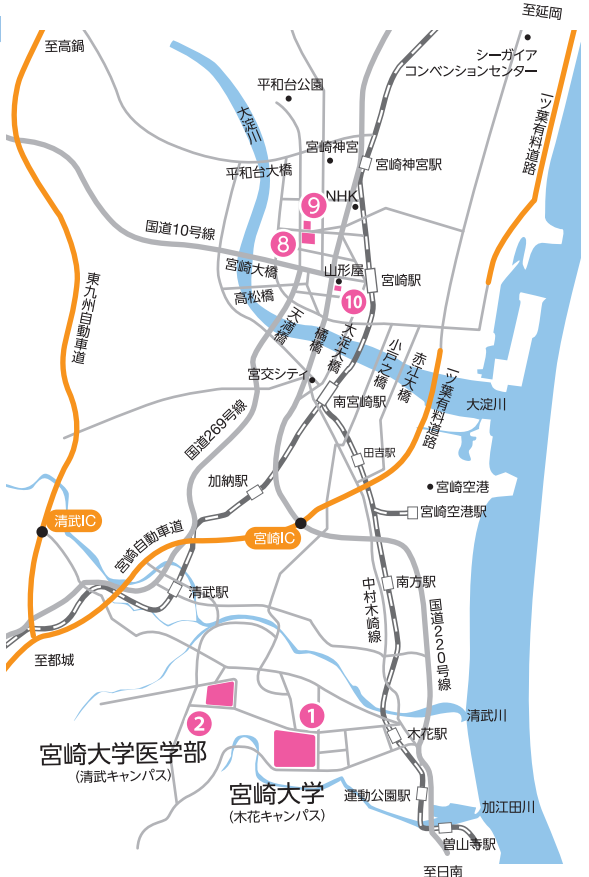 至延岡
至高鍋
シーガイア
コンベンションセンター
平和台公園
一ツ葉有料道路
大淀川
宮崎神宮
宮崎神宮駅
平和台大橋
NHK
9
国道10号線
8
宮崎大橋
山形屋
宮崎駅
高松橋
10
東九州自動車道
天満橋
橘橋
大淀大橋
小戸之橋
赤江大橋
一ツ葉有料道路
宮交シティ
南宮崎駅
大淀川
国道269号線
田吉駅
加納駅
宮崎空港
宮崎空港駅
清武IC
宮崎IC
宮崎自動車道
清武駅
南方駅
中村木崎線
国道220号線
至都城
清武川
1
2
木花駅
宮崎大学医学部
(清武キャンパス)
宮崎大学
(木花キャンパス)
運動公園駅
加江田川
曽山寺駅
至日南